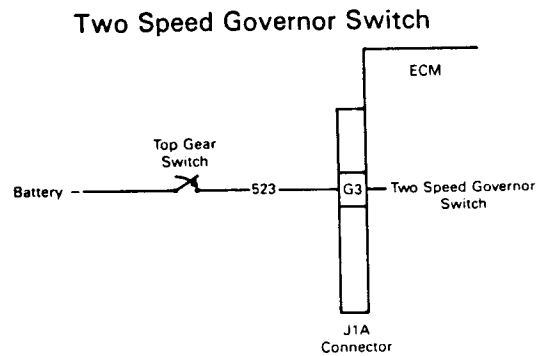 Two Speed Governor Switch
ECM
Top Gear
Switch
Battery
523
G3
Two Speed Governor
Switch
J1A
Connector